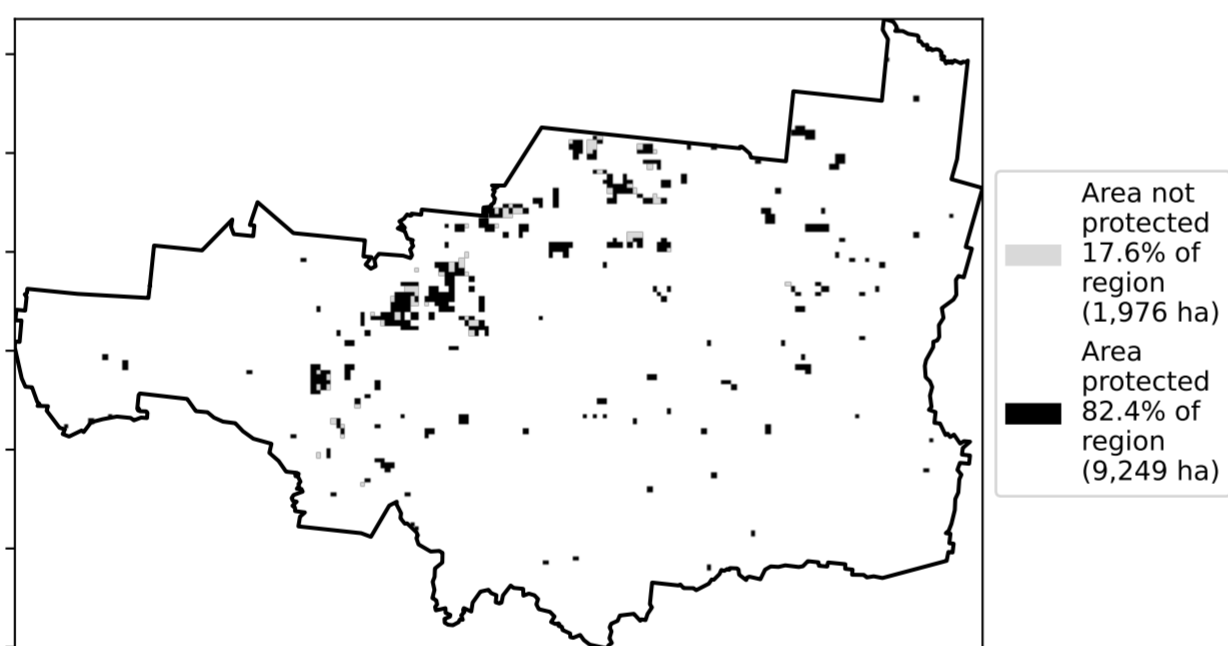 Area not
protected
17.6% of
region
(1,976 ha)
Area
protected
82.4% of
region
(9,249 ha)